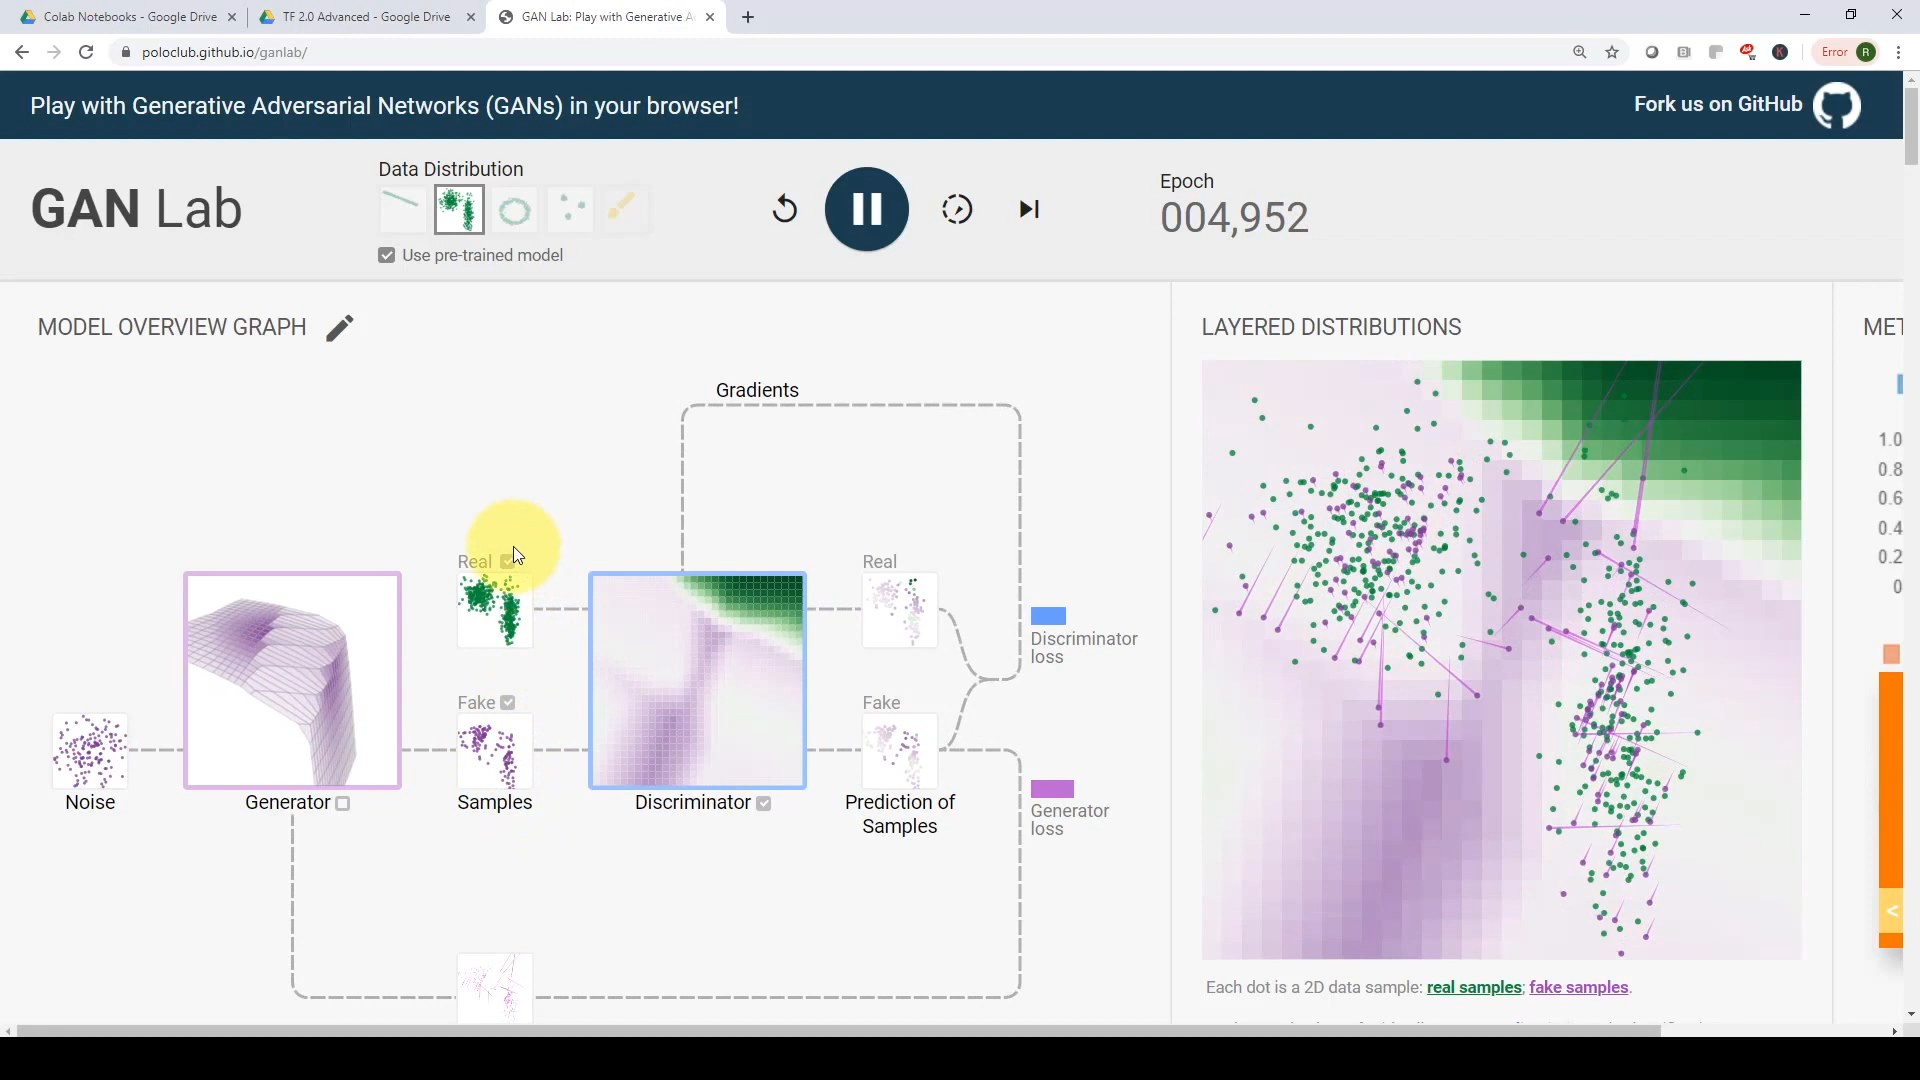 Colab Notebooks - Google Drive
TF 2.0 Advanced - Google Drive
GAN Lab: Play with Generative A
poloclub.github.io/ganlab/
Error R
Play with Generative Adversarial Networks (GANs) in your browser!
Fork us on GitHub
GAN Lab
Data Distribution
Use pre-trained model
Epoch
004,952
MODEL OVERVIEW GRAPH
LAYERED DISTRIBUTIONS
MET
Gradients
Real
Real
Discriminator
loss
Fake
Fake
Generator
loss
Noise
Generator
Samples
Discriminator
Prediction of
Samples
1.0
0.8
0.6
0.4
0.2
0
<
Each dot is a 2D data sample: real samples; fake samples.